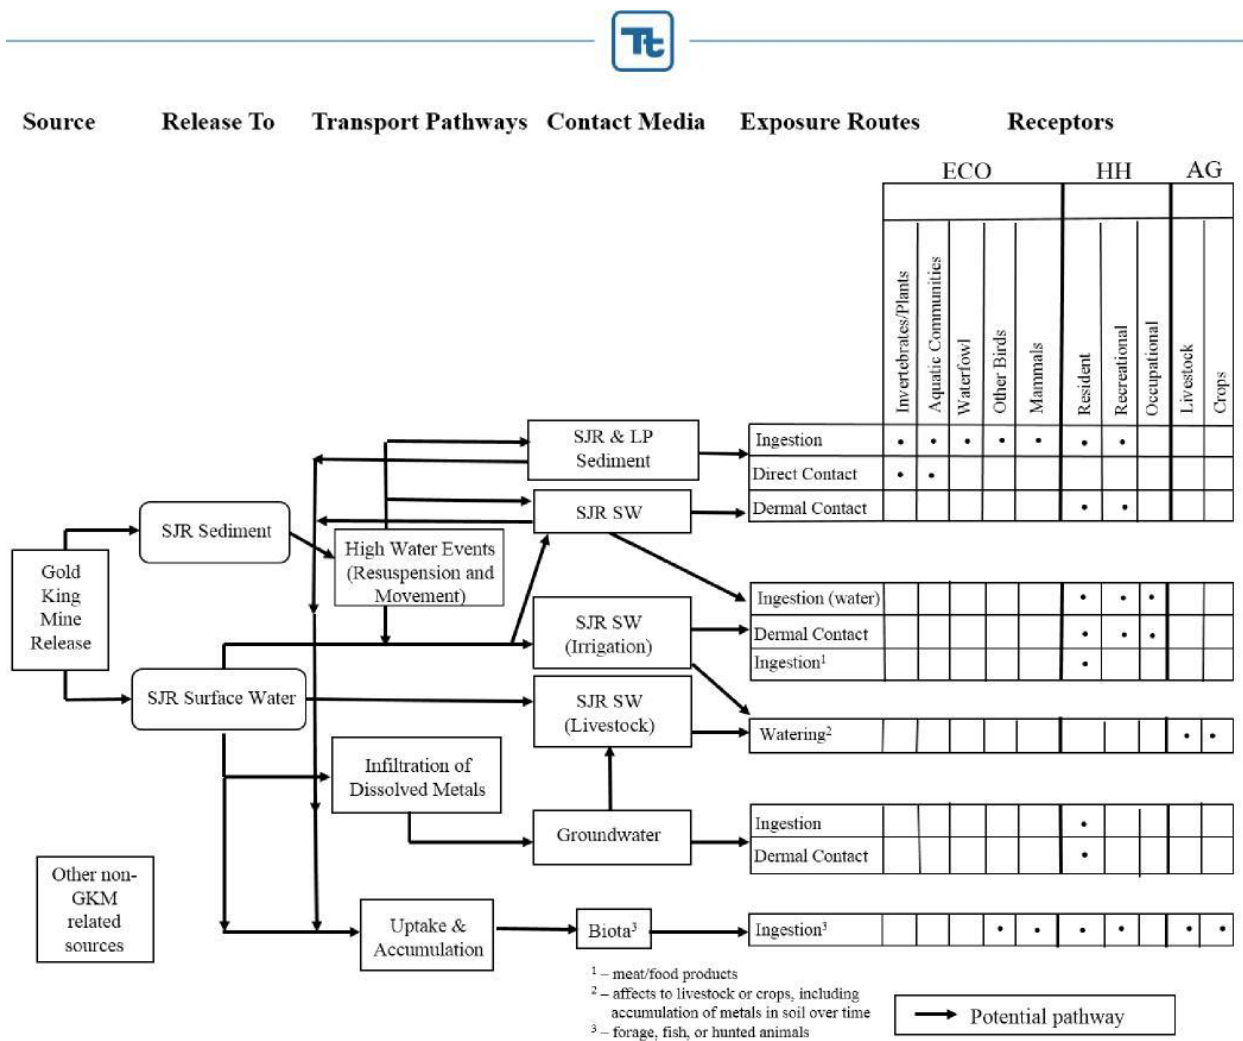 Tt
Source Release To Transport Pathways Contact Media Exposure Routes Receptors
ECO HH AG
Invertebrates/Plants
Aquatic Communities
Waterfowl
Other Birds
Mammals
Resident
Recreational
Occupational
Livestock
Crops
Gold
King
Mine
Release
Other non-
GKM
related
sources
SJR Sediment
SJR Surface Water
High Water Events
(Resuspension and
Movement)
Infiltration of
Dissolved Metals
Uptake &
Accumulation
SJR & LP
Sediment
SJR SW
SJR SW
(Irrigation)
SJR SW
(Livestock)
Groundwater
Biota³
Ingestion
Direct Contact
Dermal Contact
Ingestion (water)
Dermal Contact
Ingestion¹
Watering²
Ingestion
Dermal Contact
Ingestion³
¹ – meat/food products
² – affects to livestock or crops, including
accumulation of metals in soil over time
³ – forage, fish, or hunted animals
Potential pathway